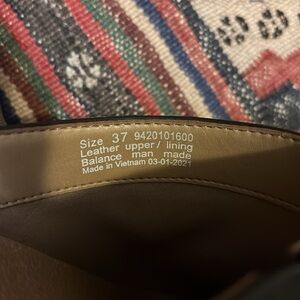 Size 37 9420101600
Leather upper/ lining
Balance man made
Made in Vietnam 03-01-2021